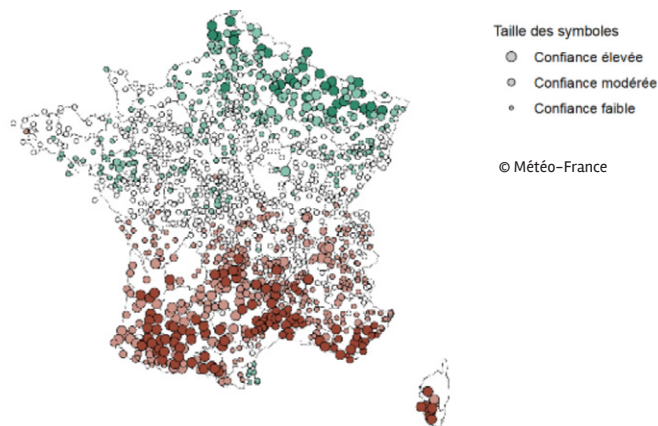 Taille des symboles
Confiance élevée
Confiance modérée
Confiance faible
© Météo-France